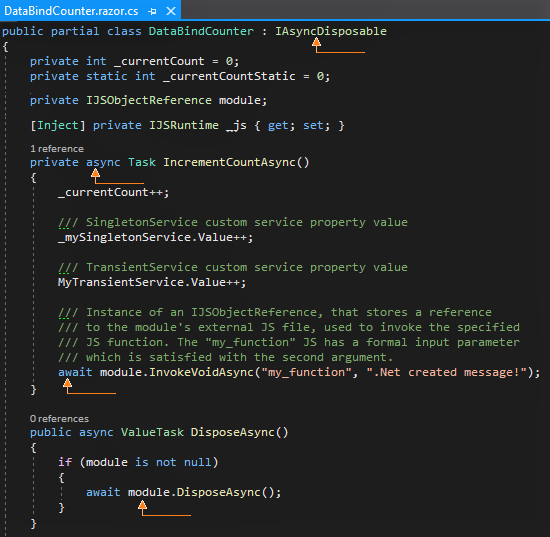 DataBindCounter.razor.cs
public partial class DataBindCounter : IAsyncDisposable
{
private int _currentCount = 0;
private static int _currentCountStatic = 0;
private IJSObjectReference module;
[Inject] private IJSRuntime _js { get; set; }
1 reference
private async Task IncrementCountAsync()
{
_currentCount++;
/// SingletonService custom service property value
_mySingletonService.Value++;
/// TransientService custom service property value
MyTransientService.Value++;
/// Instance of an IJSObjectReference, that stores a reference
/// to the module's external JS file, used to invoke the specified
/// JS function. The "my_function" JS has a formal input parameter
/// which is satisfied with the second argument.
await module.InvokeVoidAsync("my_function", ".Net created message!");
}
0 references
public async ValueTask DisposeAsync()
{
if (module is not null)
{
await module.DisposeAsync();
}
}